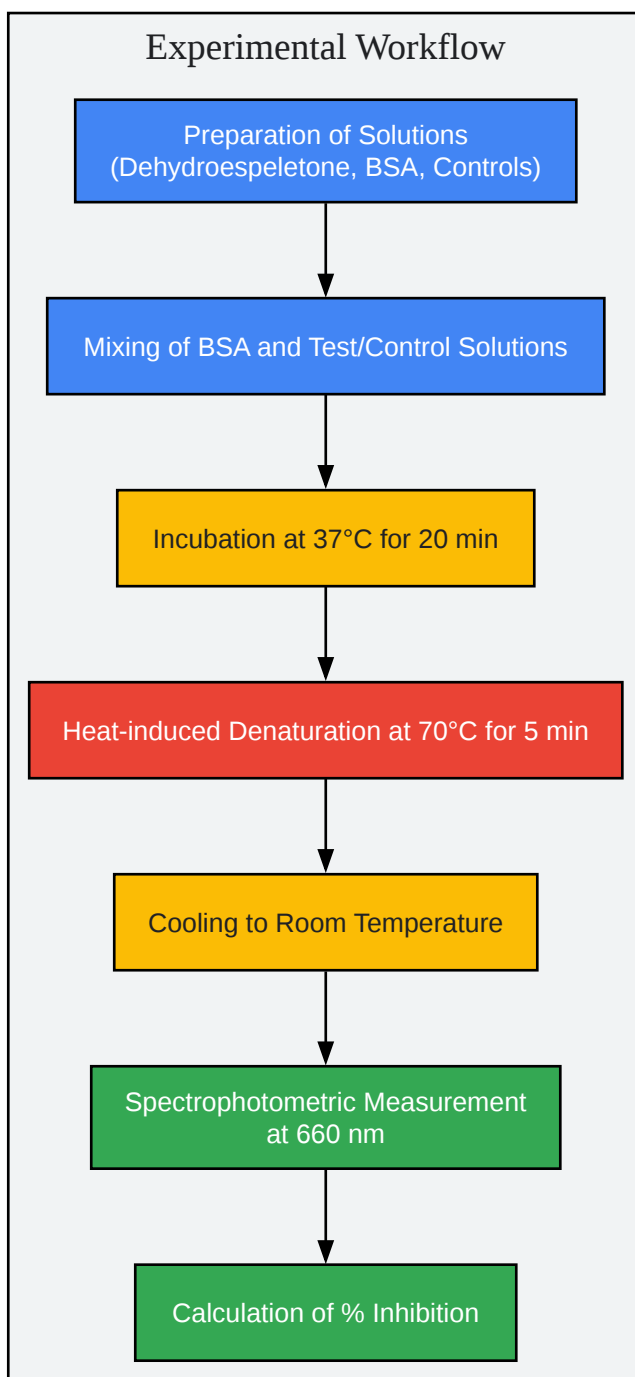 Experimental Workflow
Preparation of Solutions
(Dehydroespeletone, BSA, Controls)
Mixing of BSA and Test/Control Solutions
Incubation at 37°C for 20 min
Heat-induced Denaturation at 70°C for 5 min
Cooling to Room Temperature
Spectrophotometric Measurement
at 660 nm
Calculation of % Inhibition